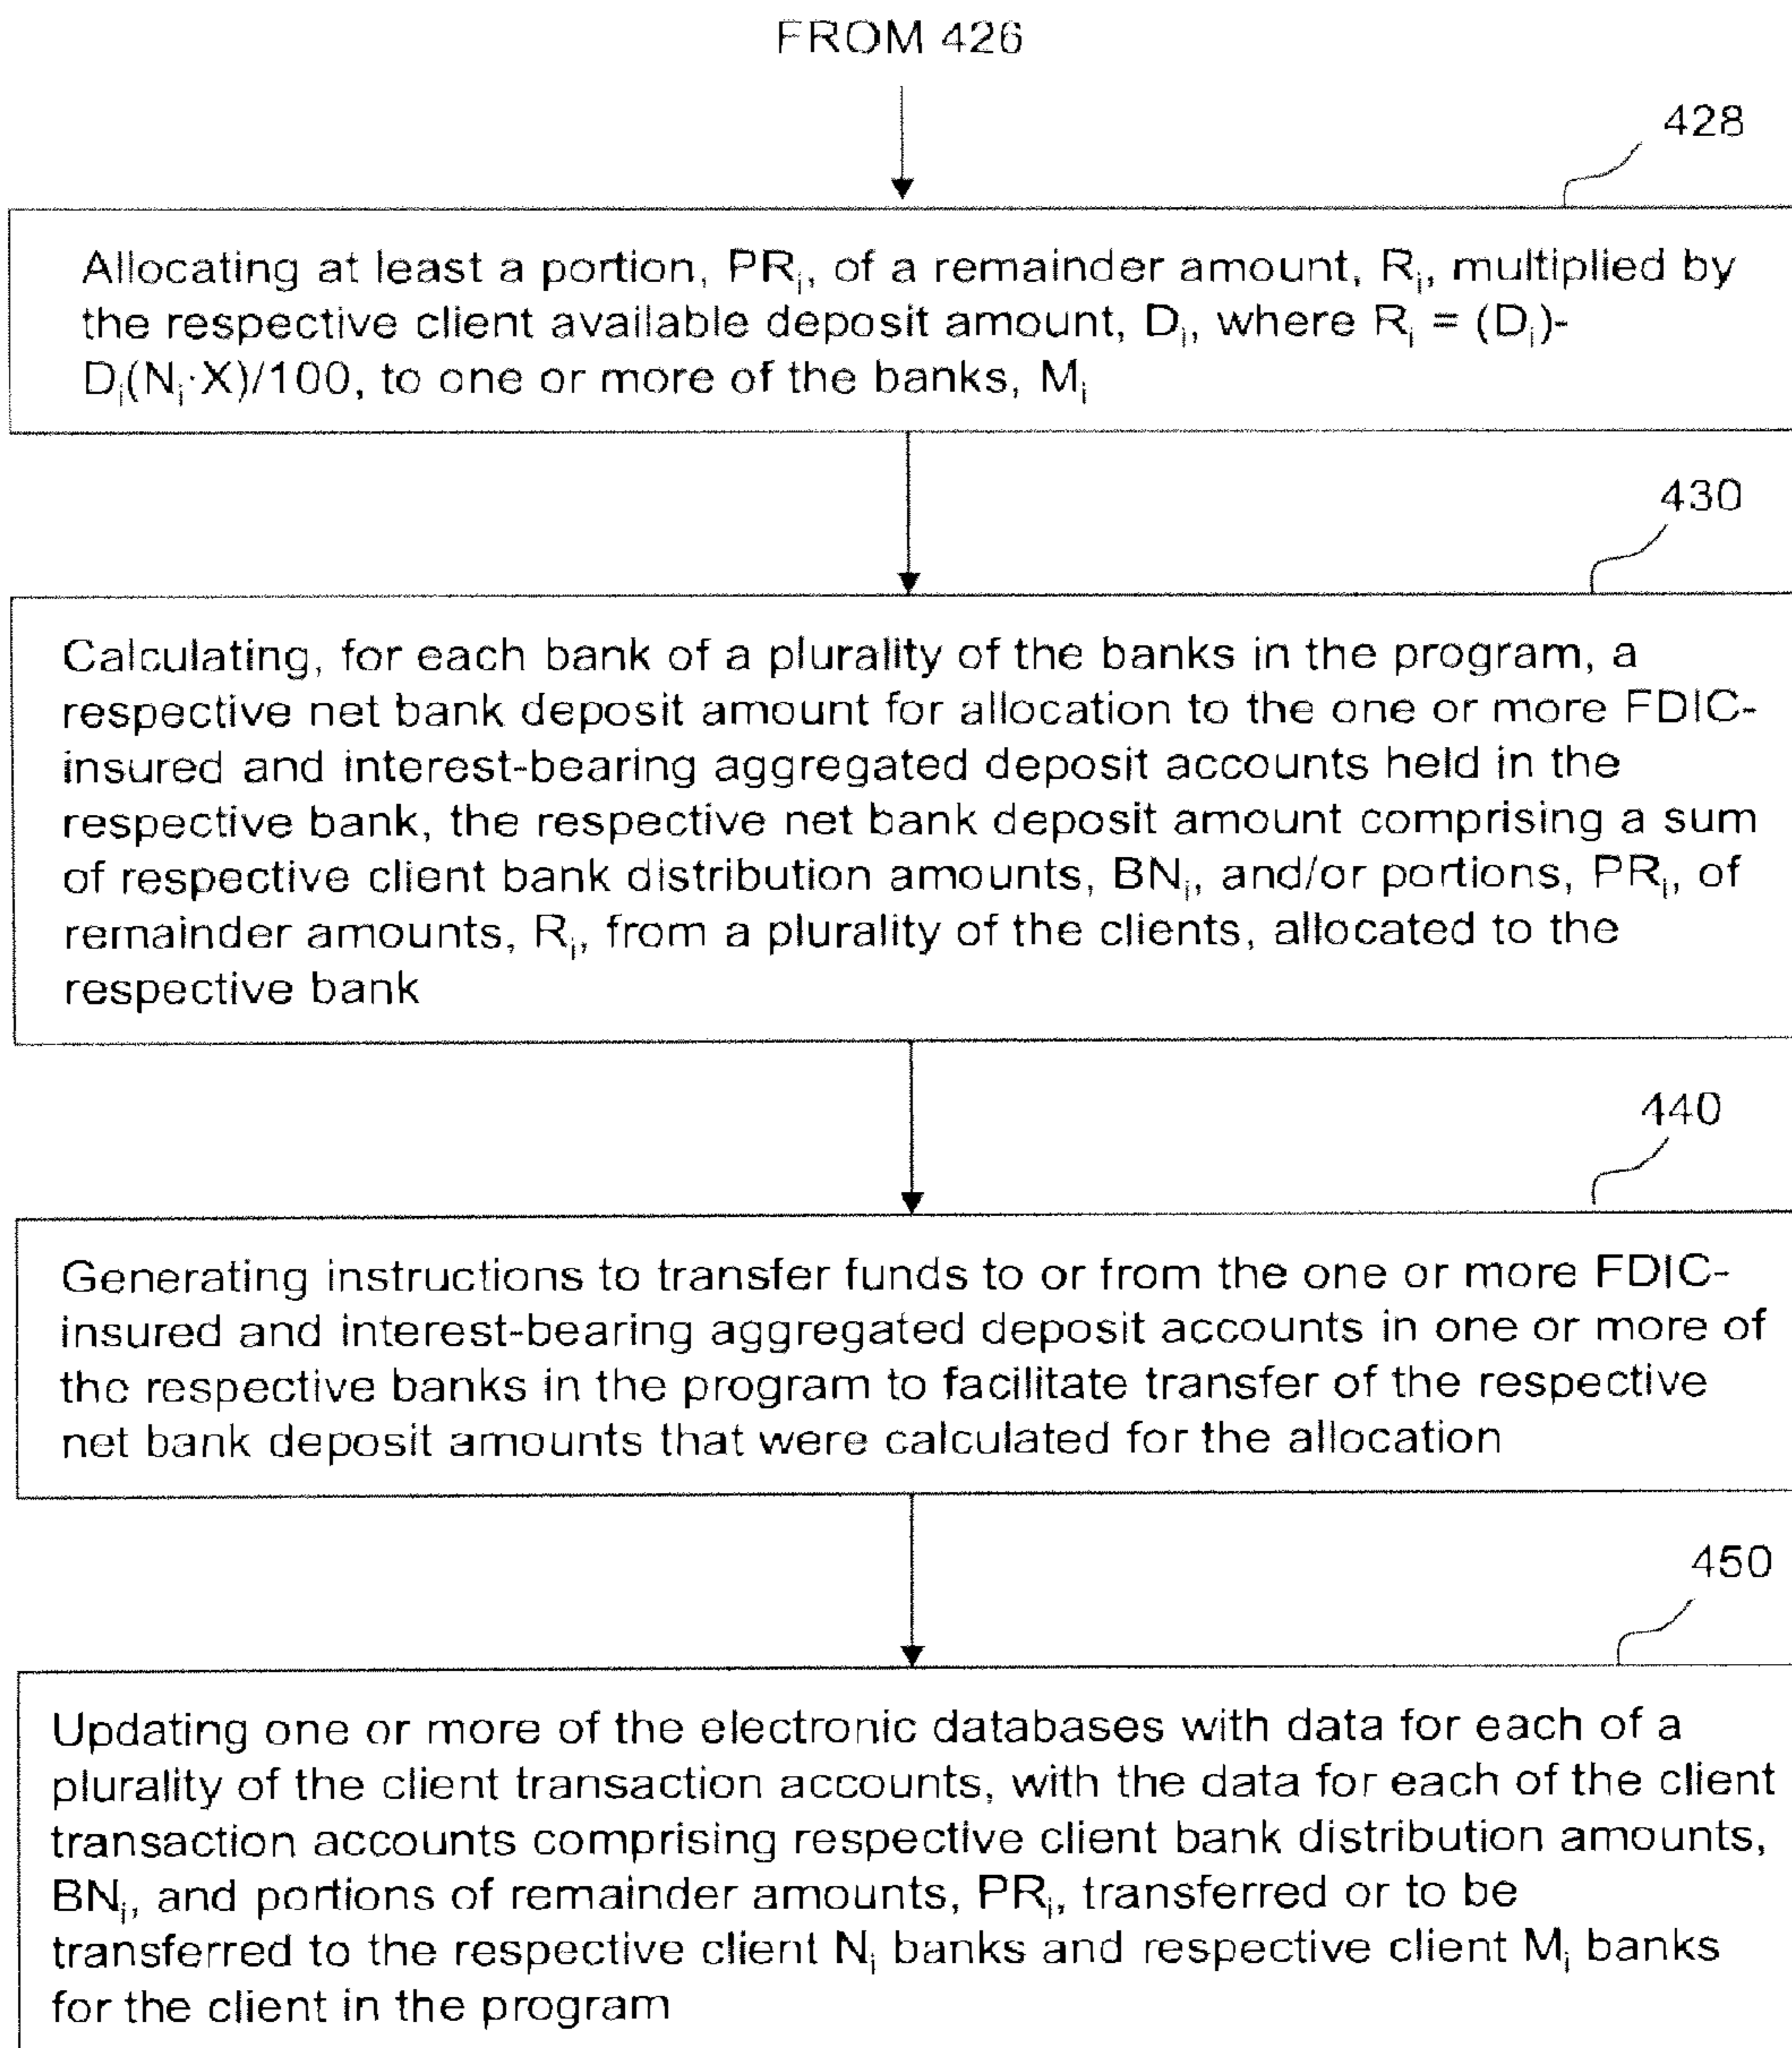 FROM 426
428
Allocating at least a portion, PRᵢ, of a remainder amount, Rᵢ, multiplied by
the respective client available deposit amount, Dᵢ, where Rᵢ = (Dᵢ)-
Dᵢ(Nᵢ·X)/100, to one or more of the banks, Mᵢ
430
Calculating, for each bank of a plurality of the banks in the program, a
respective net bank deposit amount for allocation to the one or more FDIC-
insured and interest-bearing aggregated deposit accounts held in the
respective bank, the respective net bank deposit amount comprising a sum
of respective client bank distribution amounts, BNᵢ, and/or portions, PRᵢ, of
remainder amounts, Rᵢ, from a plurality of the clients, allocated to the
respective bank
440
Generating instructions to transfer funds to or from the one or more FDIC-
insured and interest-bearing aggregated deposit accounts in one or more of
the respective banks in the program to facilitate transfer of the respective
net bank deposit amounts that were calculated for the allocation
450
Updating one or more of the electronic databases with data for each of a
plurality of the client transaction accounts, with the data for each of the client
transaction accounts comprising respective client bank distribution amounts,
BNᵢ, and portions of remainder amounts, PRᵢ, transferred or to be
transferred to the respective client Nᵢ banks and respective client Mᵢ banks
for the client in the program